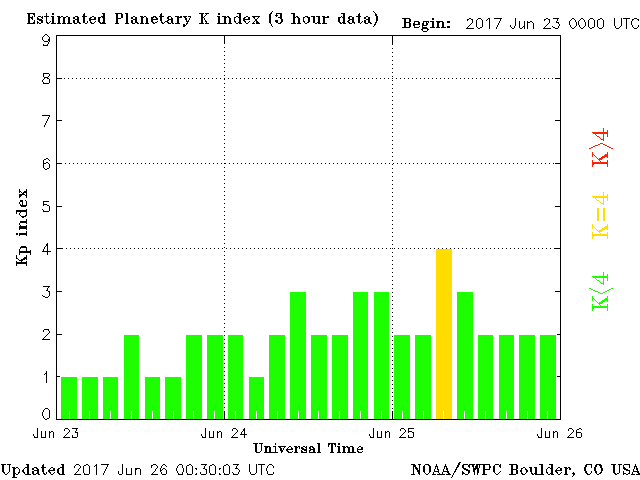 Estimated Planetary K index (3 hour data) Begin: 2017 Jun 23 0000 UTC
9
8
7
6
5
4
3
2
1
0
Kp index
K>4
K=4
K<4
Jun 23 Jun 24 Jun 25 Jun 26
Universal Time
Updated 2017 Jun 26 00:30:03 UTC NOAA/SWPC Boulder, CO USA